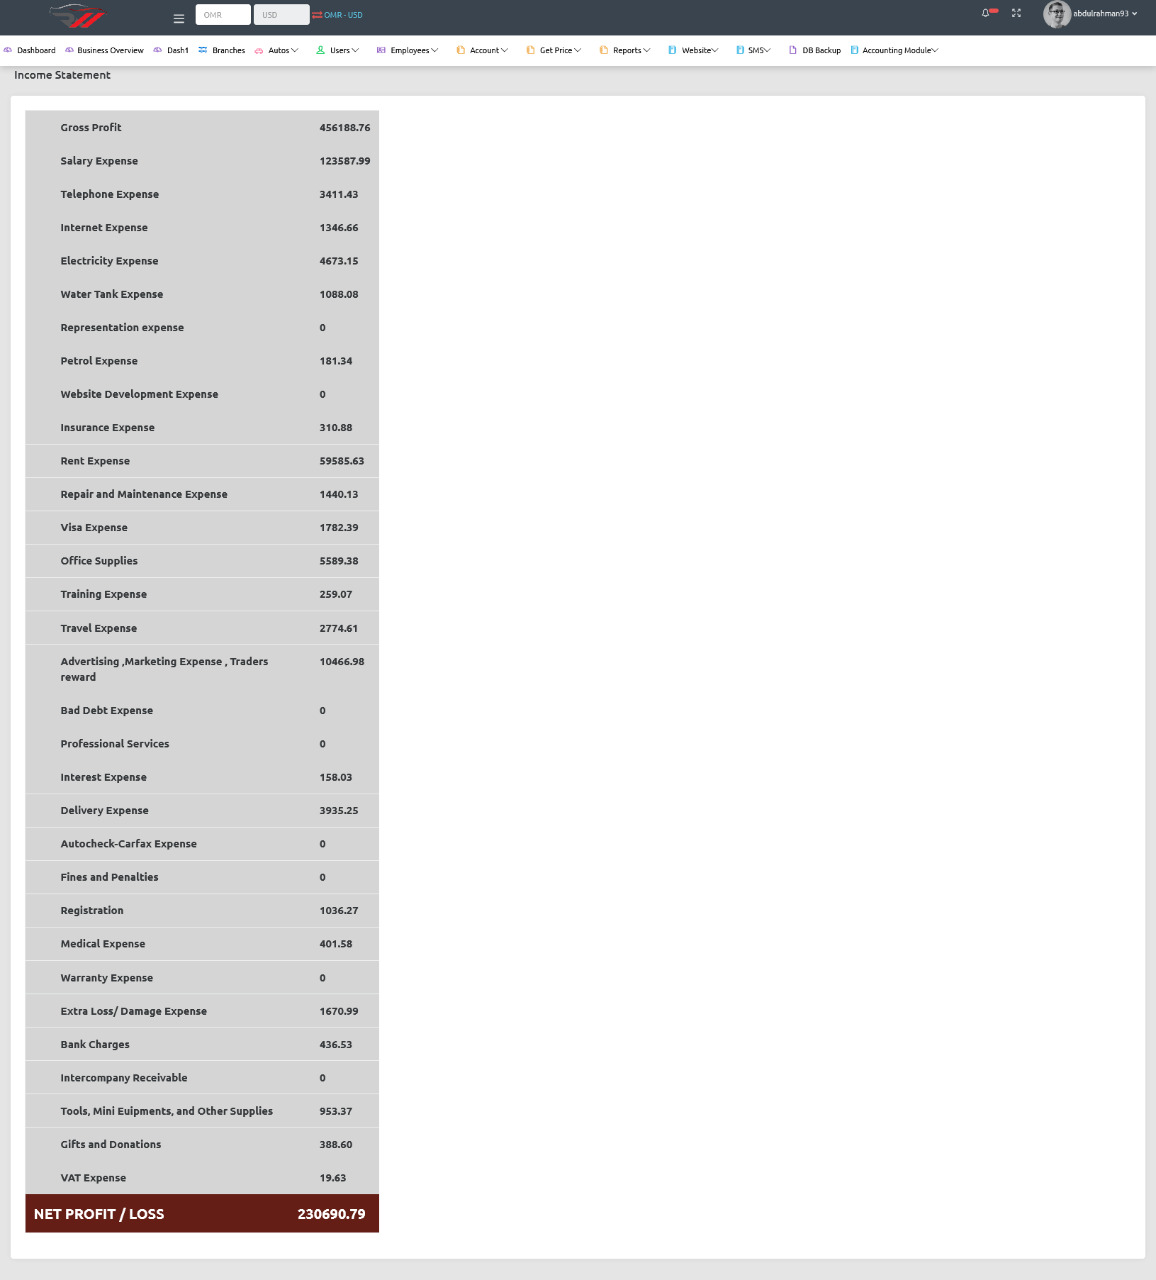 OMR USD OMR - USD abdulrahman93
Dashboard Business Overview Dash1 Branches Autos Users Employees Account Get Price Reports Website SMS DB Backup Accounting Module
Income Statement
Gross Profit 456188.76
Salary Expense 123587.99
Telephone Expense 3411.43
Internet Expense 1346.66
Electricity Expense 4673.15
Water Tank Expense 1088.08
Representation expense 0
Petrol Expense 181.34
Website Development Expense 0
Insurance Expense 310.88
Rent Expense 59585.63
Repair and Maintenance Expense 1440.13
Visa Expense 1782.39
Office Supplies 5589.38
Training Expense 259.07
Travel Expense 2774.61
Advertising ,Marketing Expense , Traders 10466.98
reward
Bad Debt Expense 0
Professional Services 0
Interest Expense 158.03
Delivery Expense 3935.25
Autocheck-Carfax Expense 0
Fines and Penalties 0
Registration 1036.27
Medical Expense 401.58
Warranty Expense 0
Extra Loss/ Damage Expense 1670.99
Bank Charges 436.53
Intercompany Receivable 0
Tools, Mini Euipments, and Other Supplies 953.37
Gifts and Donations 388.60
VAT Expense 19.63
NET PROFIT / LOSS 230690.79